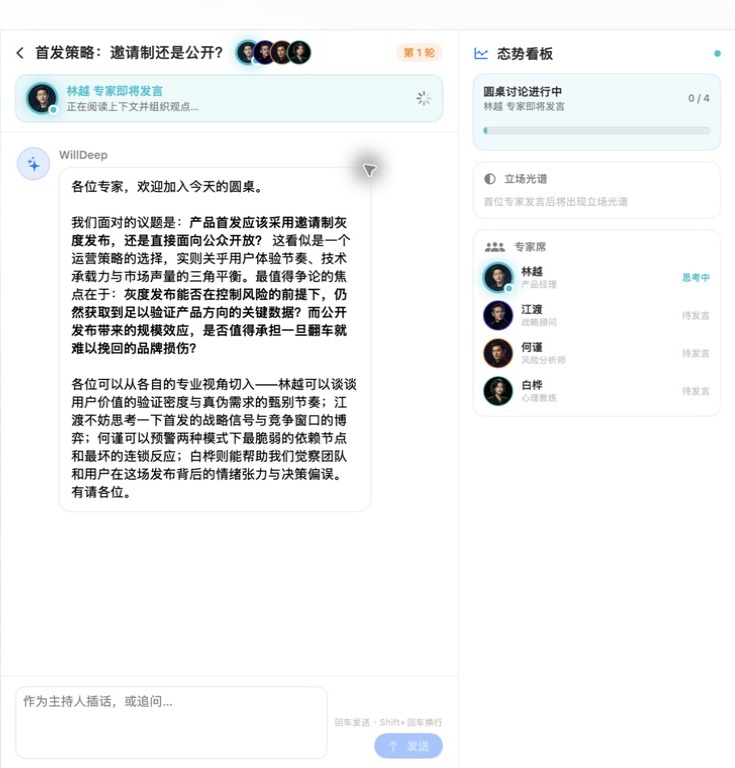 首发策略：邀请制还是公开？
第 1 轮
林越 专家即将发言
正在阅读上下文并组织观点...
WillDeep
各位专家，欢迎加入今天的圆桌。
我们面对的议题是：产品首发应该采用邀请制灰
度发布，还是直接面向公众开放？ 这看似是一个
运营策略的选择，实则关乎用户体验节奏、技术
承载力与市场声量的三角平衡。最值得争论的焦
点在于：灰度发布能否在控制风险的前提下，仍
然获取到足以验证产品方向的关键数据？而公开
发布带来的规模效应，是否值得承担一旦翻车就
难以挽回的品牌损伤？
各位可以从各自的专业视角切入——林越可以谈谈
用户价值的验证密度与真伪需求的甄别节奏；江
渡不妨思考一下首发的战略信号与竞争窗口的博
弈；何谨可以预警两种模式下最脆弱的依赖节点
和最坏的连锁反应；白桦则能帮助我们觉察团队
和用户在这场发布背后的情绪张力与决策偏误。
有请各位。
作为主持人插话，或追问...
回车发送 · Shift+回车换行
发送
态势看板
圆桌讨论进行中
林越 专家即将发言
0 / 4
立场光谱
首位专家发言后将出现立场光谱
专家席
林越
产品经理
思考中
江渡
战略顾问
待发言
何谨
风险分析师
待发言
白桦
心理教练
待发言